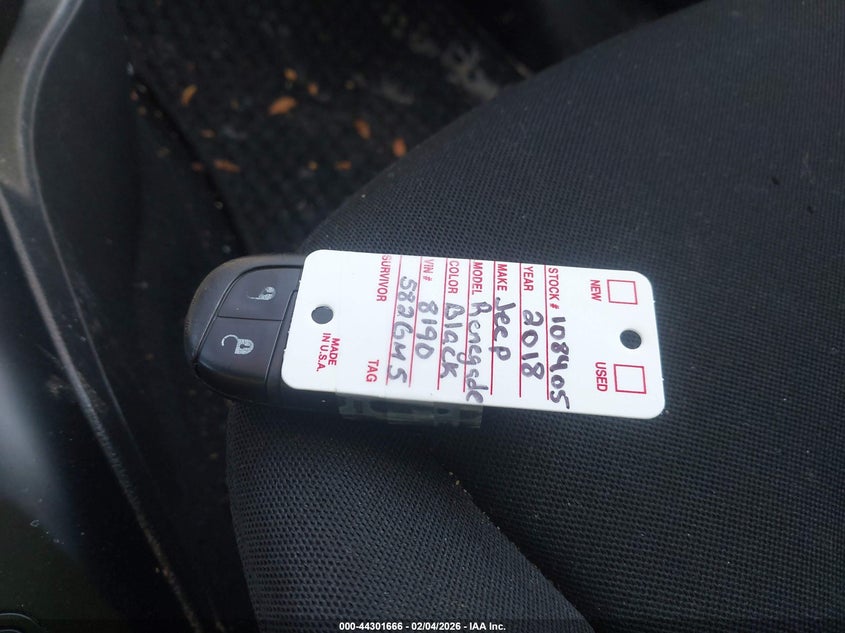 NEW USED
STOCK # 108405
YEAR 2018
MAKE Jeep
MODEL Renegade
COLOR Black
VIN # 8190
582GMS
SURVIVOR TAG
MADE
IN U.S.A.
000-44301666 - 02/04/2026 - IAA Inc.